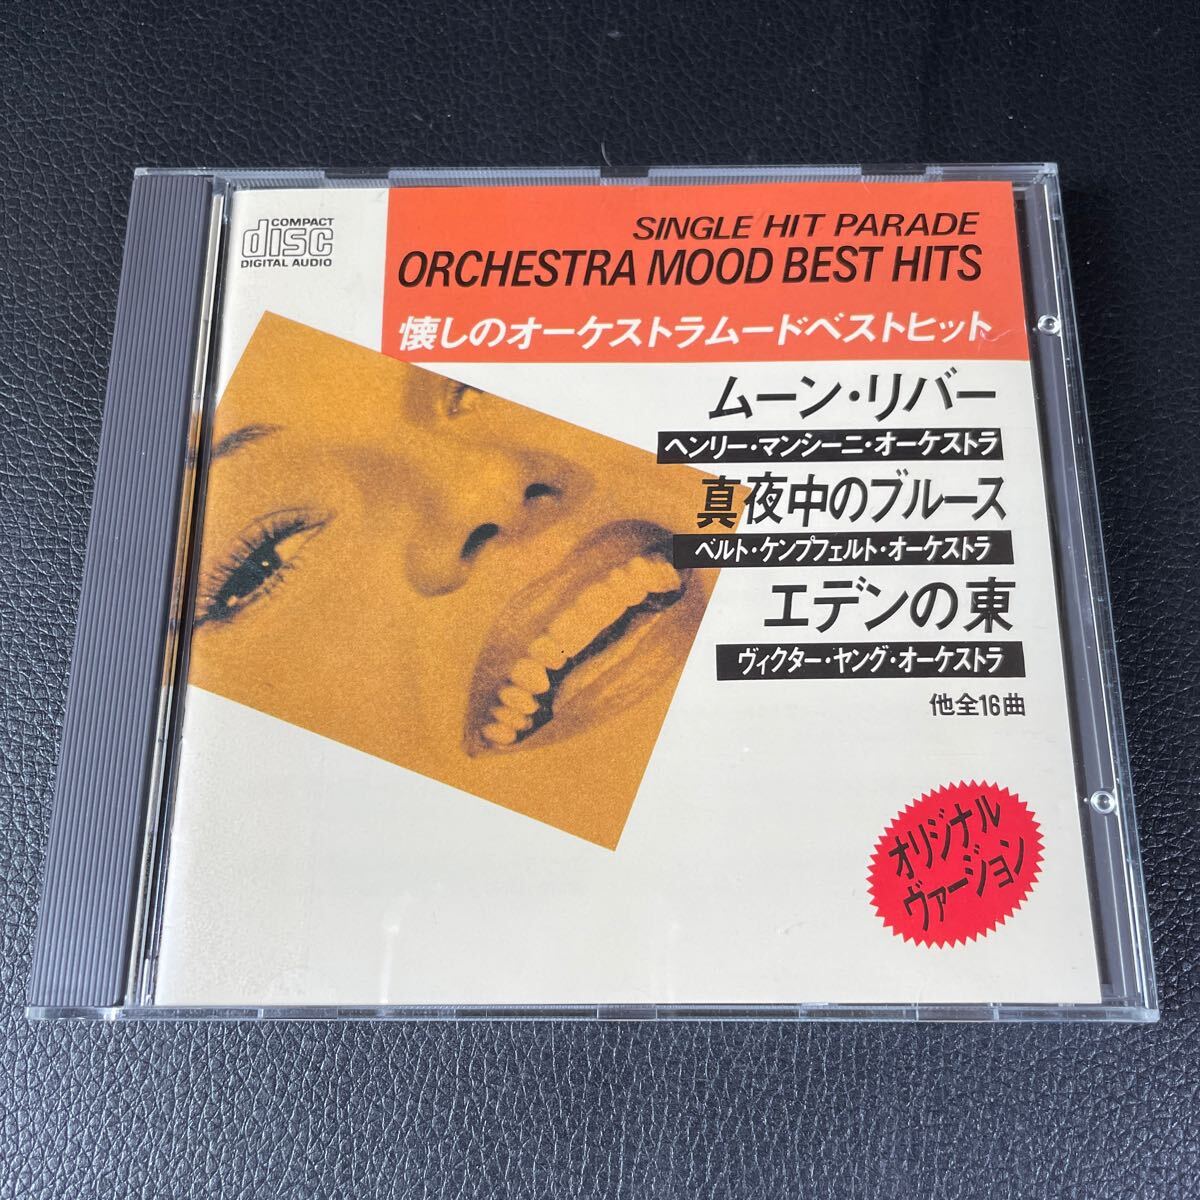 COMPACT
disc
DIGITAL AUDIO
SINGLE HIT PARADE
ORCHESTRA MOOD BEST HITS
懐しのオーケストラムードベストヒット
ムーン・リバー
ヘンリー・マンシーニ・オーケストラ
真夜中のブルース
ベルト・ケンプフェルト・オーケストラ
エデンの東
ヴィクター・ヤング・オーケストラ
他全16曲
オリジナル
ヴァージョン